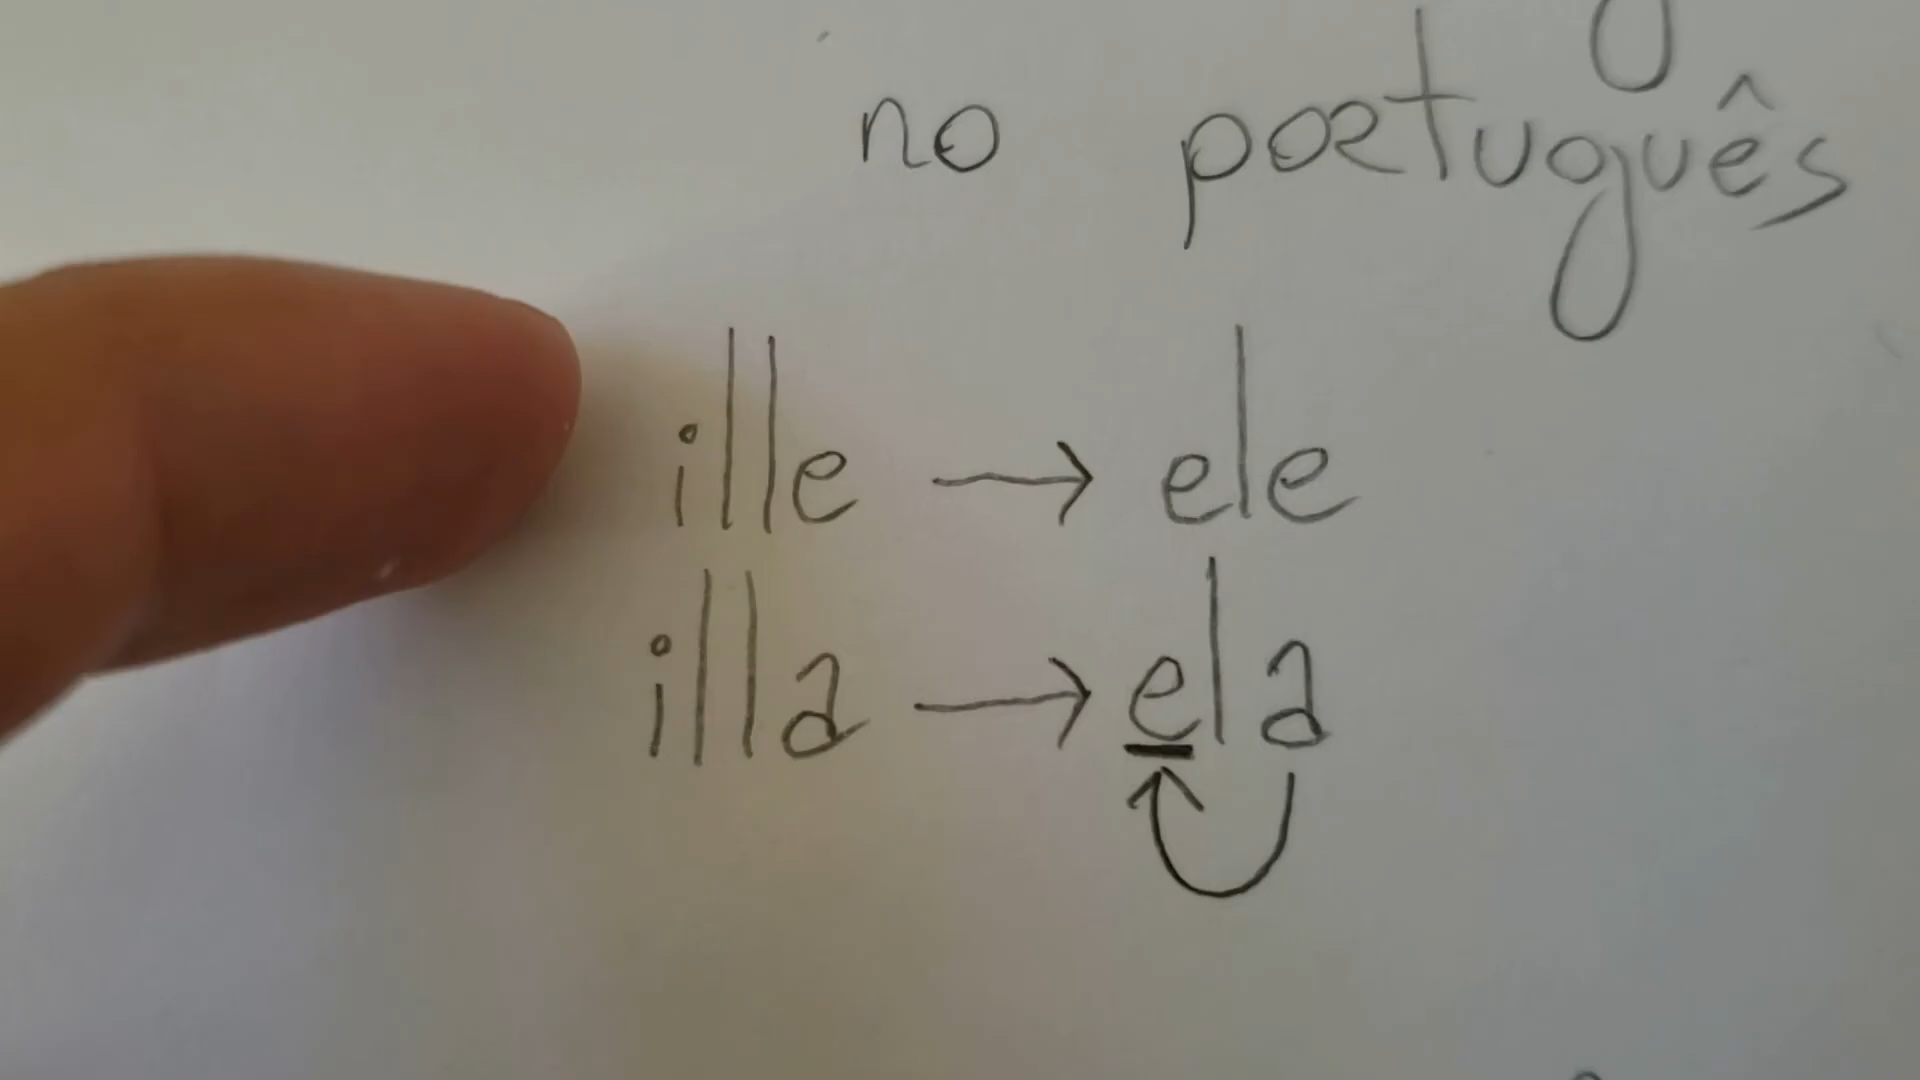 no português
ille → ele
illa → ela